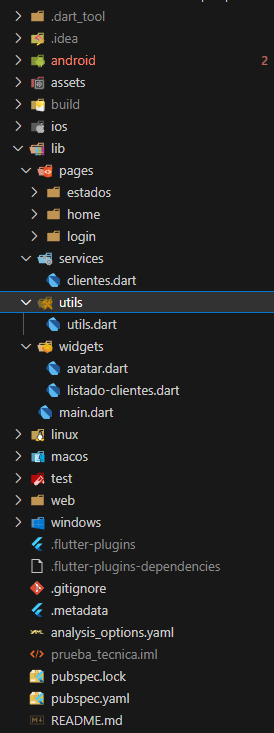 .dart_tool
.idea
android 2
assets
build
ios
lib
pages
estados
home
login
services
clientes.dart
utils
utils.dart
widgets
avatar.dart
listado-clientes.dart
main.dart
linux
macos
test
web
windows
.flutter-plugins
.flutter-plugins-dependencies
.gitignore
.metadata
analysis_options.yaml
prueba_tecnica.iml
pubspec.lock
pubspec.yaml
README.md